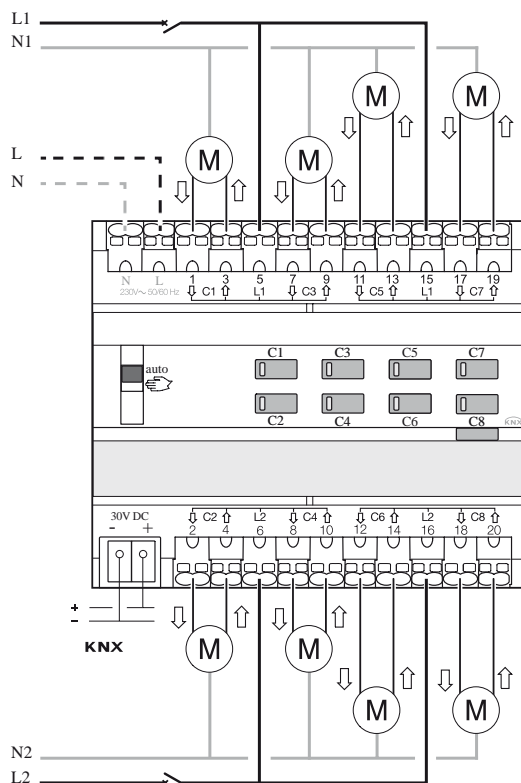 L1
N1
M M
M M
L
N
N L 1 3 5 7 9 11 13 15 17 19
230V~ 50/60 Hz C1 L1 C3 C5 L1 C7
auto
C1 C3 C5 C7
C2 C4 C6 C8
KNX
30V DC
- +
C2 L2 C4 C6 L2 C8
2 4 6 8 10 12 14 16 18 20
+
-
KNX
M M
M M
N2
L2